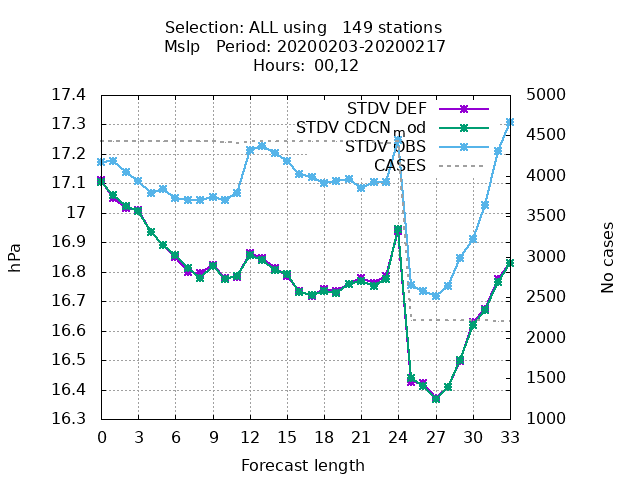 Selection: ALL using   149 stations
Mslp   Period: 20200203-20200217
Hours:  00,12
STDV DEF
STDV CDCN_mod
STDV OBS
CASES
17.4
17.3
17.2
17.1
17
16.9
16.8
16.7
16.6
16.5
16.4
16.3
hPa
5000
4500
4000
3500
3000
2500
2000
1500
1000
No cases
0 3 6 9 12 15 18 21 24 27 30 33
Forecast length